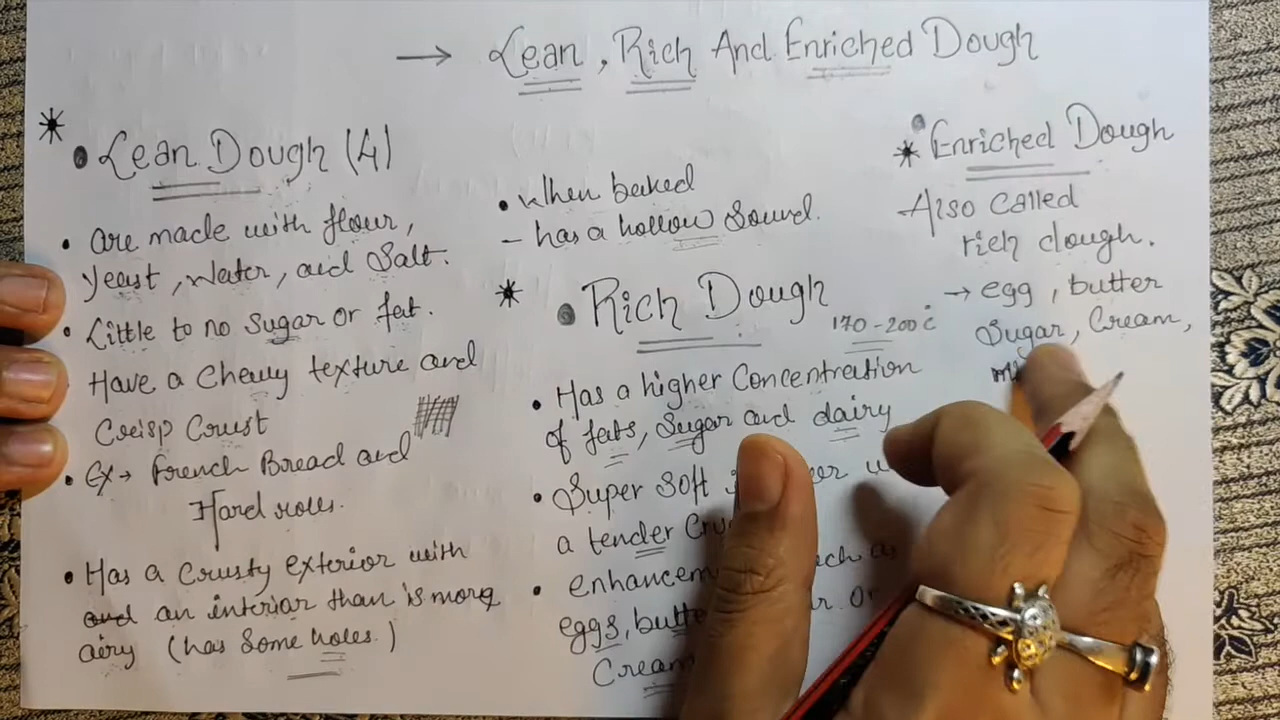 → Lean, Rich And Enriched Dough
* • Lean Dough (4)
• are made with flour,
Yeast, Water, and Salt.
• Little to no sugar or fat.
Have a Chewy texture and
Crisp Crust
• Ex → French Bread and
Hard rolls.
• Has a Crusty exterior with
and an interiar than is more
airy (has some holes.)
• When baked
- has a hollow Sound.
* • Rich Dough
170-200°C
• Has a higher Concentration
of fats, Sugar and dairy
• Super Soft
a tender
• enhancem
eggs, butte
Cream
* • Enriched Dough
Also called
rich dough.
→ egg, butter
Sugar, Cream,